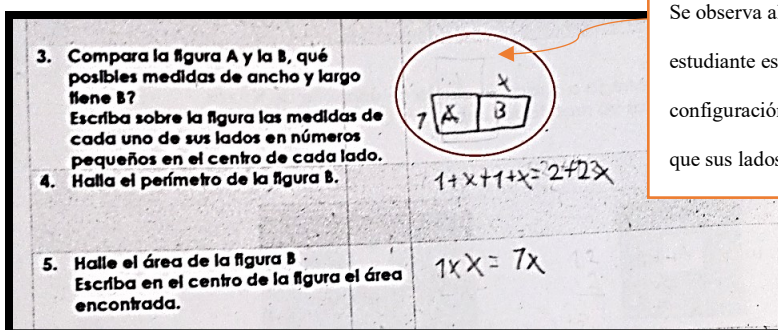 Se observa al
estudiante es
configuración
que sus lados
3. Compara la figura A y la B, qué
posibles medidas de ancho y largo
tiene B?
Escriba sobre la figura las medidas de
cada uno de sus lados en números
pequeños en el centro de cada lado.
x
1 A B
4. Halla el perímetro de la figura B.
1+x+1+x=2+2x
5. Halle el área de la figura B
Escriba en el centro de la figura el área
encontrada.
1xX = 1x